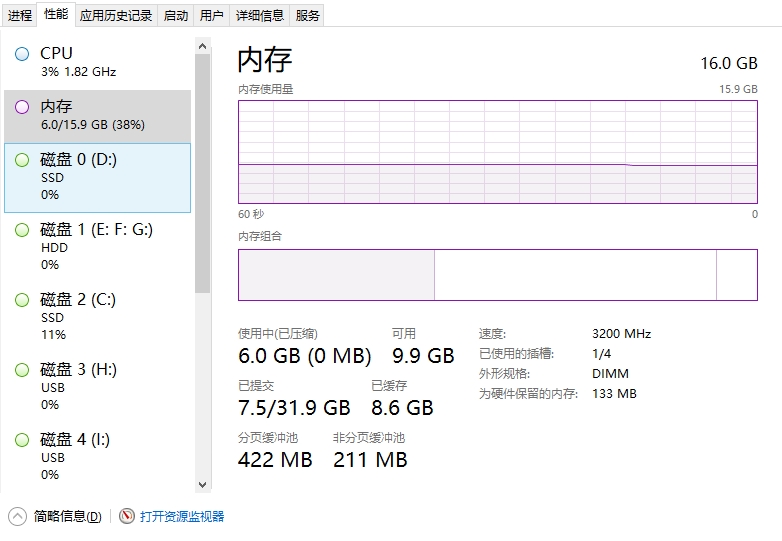 进程 性能 应用历史记录 启动 用户 详细信息 服务
CPU
3% 1.82 GHz
内存
6.0/15.9 GB (38%)
磁盘 0 (D:)
SSD
0%
磁盘 1 (E: F: G:)
HDD
0%
磁盘 2 (C:)
SSD
11%
磁盘 3 (H:)
USB
0%
磁盘 4 (I:)
USB
0%
内存 16.0 GB
内存使用量 15.9 GB
60 秒 0
内存组合
使用中(已压缩) 可用
6.0 GB (0 MB) 9.9 GB
已提交 已缓存
7.5/31.9 GB 8.6 GB
分页缓冲池 非分页缓冲池
422 MB 211 MB
速度: 3200 MHz
已使用的插槽: 1/4
外形规格: DIMM
为硬件保留的内存: 133 MB
简略信息(D) 打开资源监视器